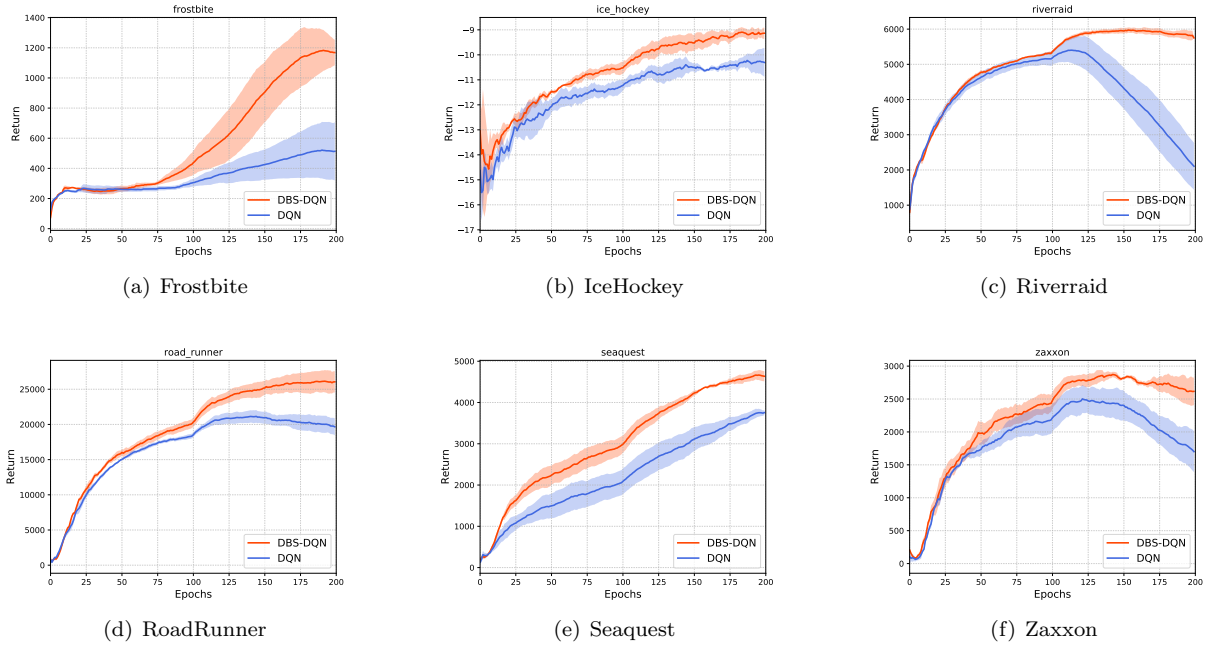 frostbite
Return
1400
1200
1000
800
600
400
200
0
0 25 50 75 100 125 150 175 200
Epochs
DBS-DQN
DQN
(a) Frostbite
ice_hockey
Return
−9
−10
−11
−12
−13
−14
−15
−16
−17
0 25 50 75 100 125 150 175 200
Epochs
DBS-DQN
DQN
(b) IceHockey
riverraid
Return
6000
5000
4000
3000
2000
1000
0 25 50 75 100 125 150 175 200
Epochs
DBS-DQN
DQN
(c) Riverraid
road_runner
Return
25000
20000
15000
10000
5000
0
0 25 50 75 100 125 150 175 200
Epochs
DBS-DQN
DQN
(d) RoadRunner
seaquest
Return
5000
4000
3000
2000
1000
0
0 25 50 75 100 125 150 175 200
Epochs
DBS-DQN
DQN
(e) Seaquest
zaxxon
Return
3000
2500
2000
1500
1000
500
0
0 25 50 75 100 125 150 175 200
Epochs
DBS-DQN
DQN
(f) Zaxxon